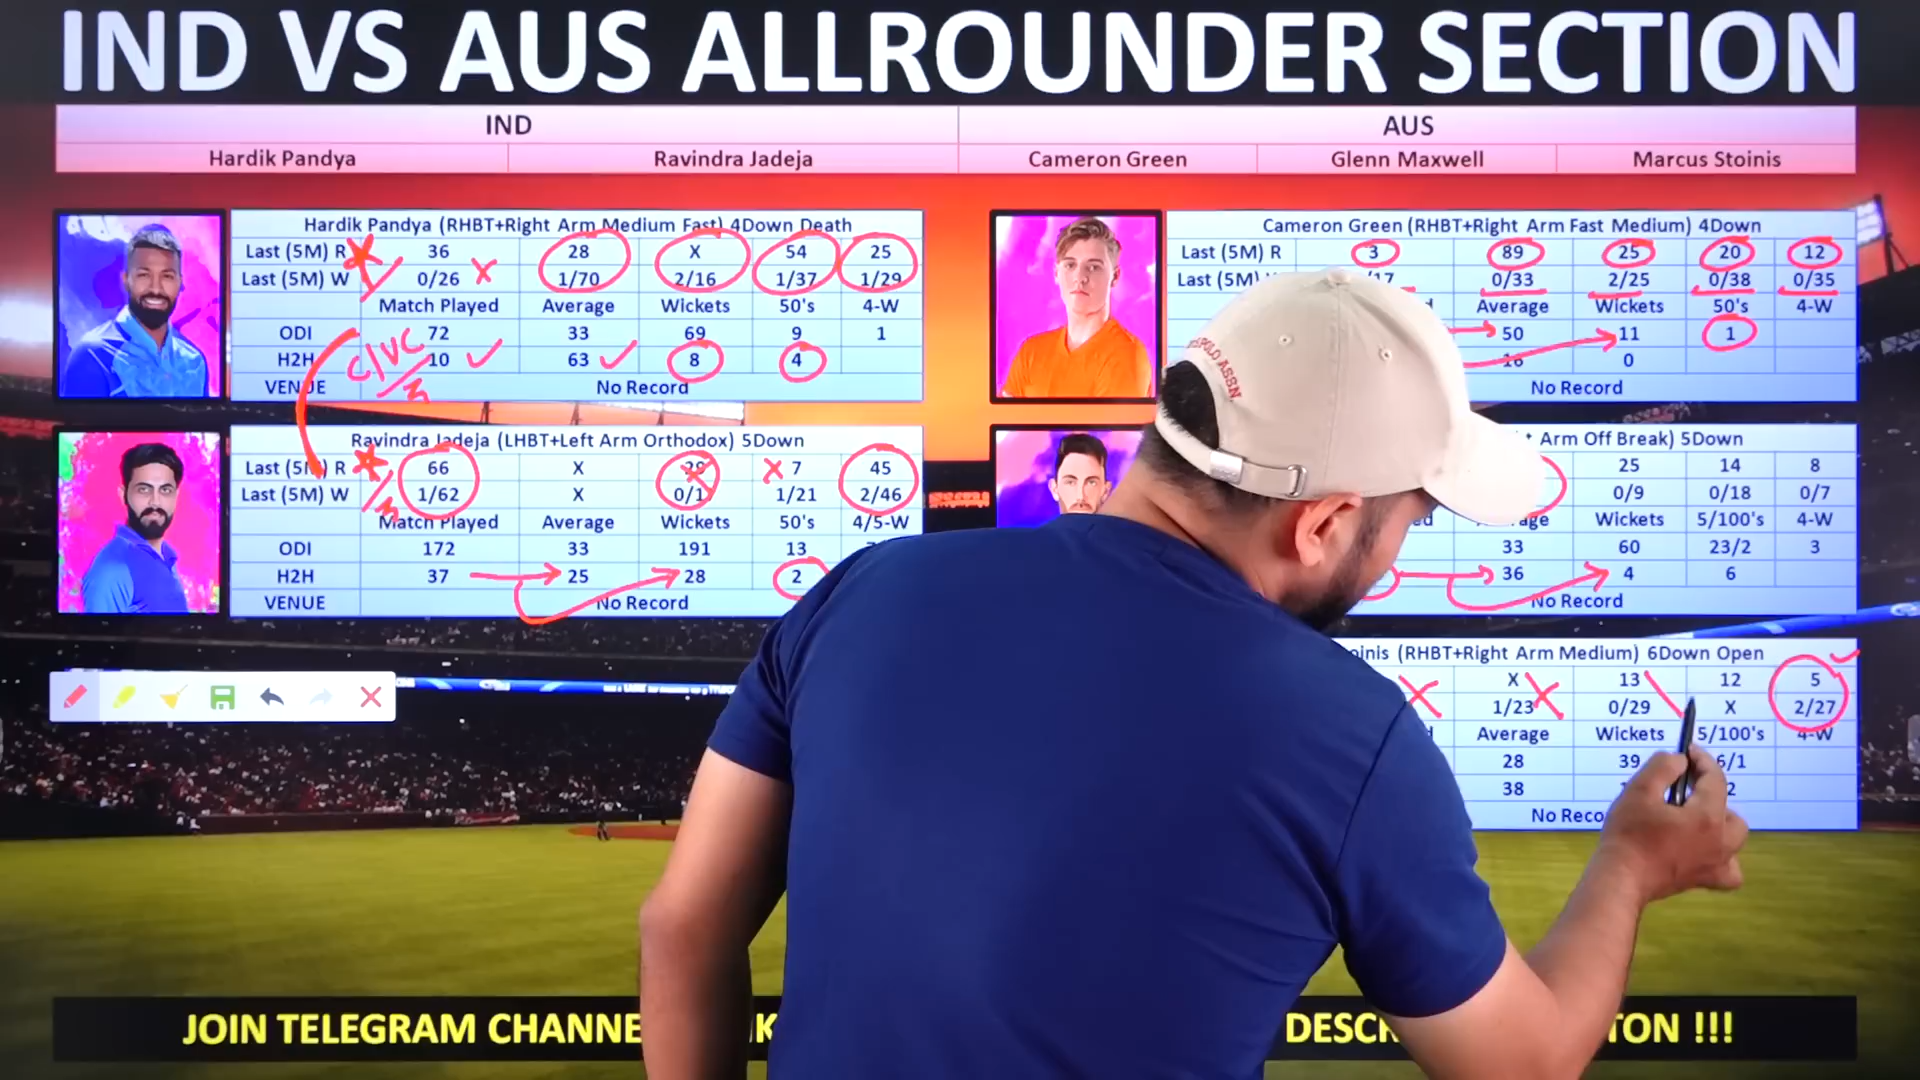 IND VS AUS ALLROUNDER SECTION
IND AUS
Hardik Pandya Ravindra Jadeja Cameron Green Glenn Maxwell Marcus Stoinis
Hardik Pandya (RHBT+Right Arm Medium Fast) 4Down Death
Last (5M) R 36 28 X 54 25
Last (5M) W 0/26 1/70 2/16 1/37 1/29
Match Played Average Wickets 50's 4-W
ODI 72 33 69 9 1
H2H 10 63 8 4
C/VC
VENUE No Record
Cameron Green (RHBT+Right Arm Fast Medium) 4Down
Last (5M) R 3 89 25 20 12
Last (5M) 0/33 2/25 0/38 0/35
Average Wickets 50's 4-W
50 11 1
16 0
No Record
POLO ASSN.
Ravindra Jadeja (LHBT+Left Arm Orthodox) 5Down
Last (5M) R 66 X 7 45
Last (5M) W 1/62 X 1/21 2/46
Match Played Average Wickets 50's 4/5-W
ODI 172 33 191 13
H2H 37 25 28 2
VENUE No Record
Arm Off Break) 5Down
25 14 8
0/9 0/18 0/7
Wickets 5/100's 4-W
33 60 23/2 3
36 4 6
No Record
(RHBT+Right Arm Medium) 6Down Open
X 13 12 5
1/23 0/29 X 2/27
Average Wickets 5/100's 4-W
28 39 6/1
38 2
No
JOIN TELEGRAM !!!